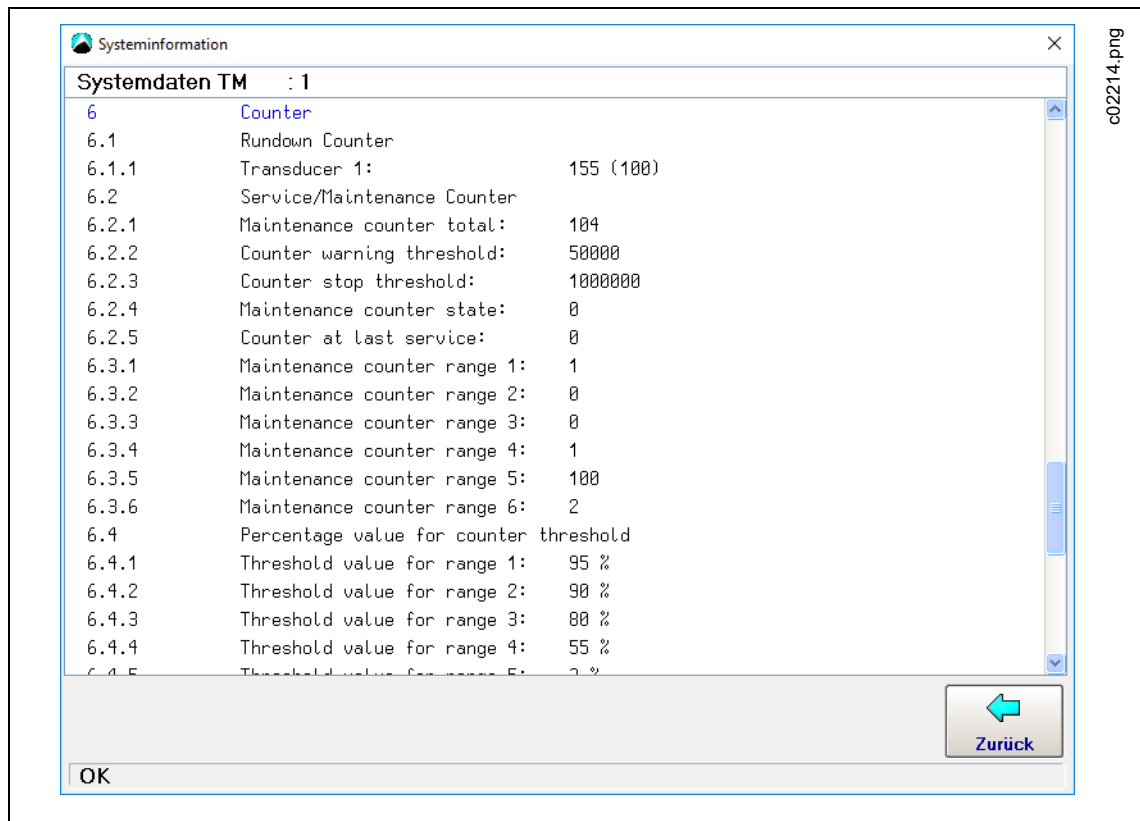 Systeminformation
Systemdaten TM : 1
6 Counter
6.1 Rundown Counter
6.1.1 Transducer 1: 155 (100)
6.2 Service/Maintenance Counter
6.2.1 Maintenance counter total: 104
6.2.2 Counter warning threshold: 50000
6.2.3 Counter stop threshold: 1000000
6.2.4 Maintenance counter state: 0
6.2.5 Counter at last service: 0
6.3.1 Maintenance counter range 1: 1
6.3.2 Maintenance counter range 2: 0
6.3.3 Maintenance counter range 3: 0
6.3.4 Maintenance counter range 4: 1
6.3.5 Maintenance counter range 5: 100
6.3.6 Maintenance counter range 6: 2
6.4 Percentage value for counter threshold
6.4.1 Threshold value for range 1: 95 %
6.4.2 Threshold value for range 2: 90 %
6.4.3 Threshold value for range 3: 80 %
6.4.4 Threshold value for range 4: 55 %
6.4.5 Threshold value for range 5:
Zurück
OK
c02214.png